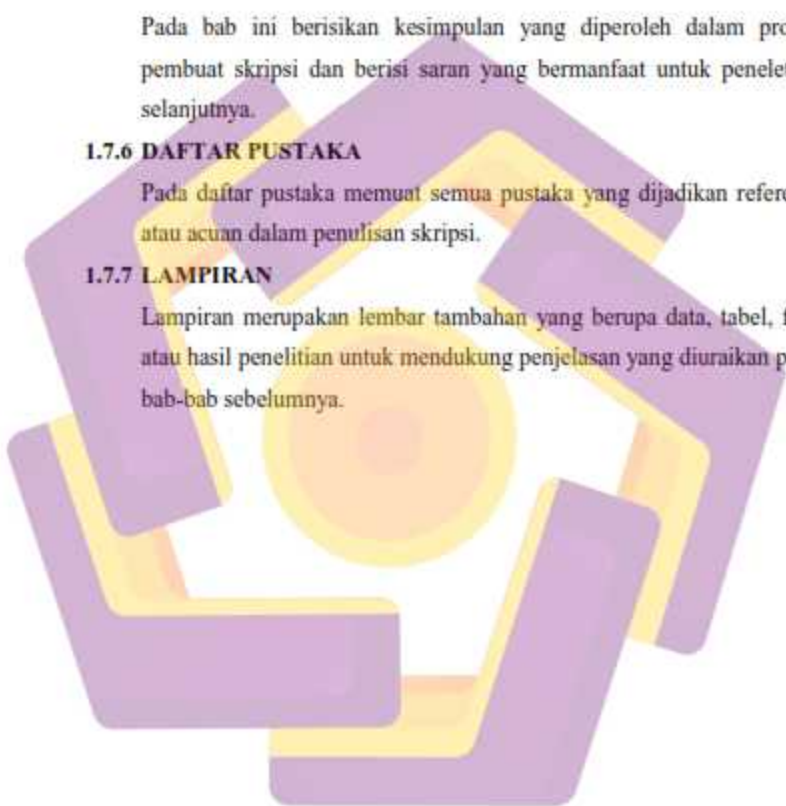 Pada bab ini berisikan kesimpulan yang diperoleh dalam pro
pembuat skripsi dan berisi saran yang bermanfaat untuk penelet
selanjutnya.
1.7.6 DAFTAR PUSTAKA
Pada daftar pustaka memuat semua pustaka yang dijadikan refere
atau acuan dalam penulisan skripsi.
1.7.7 LAMPIRAN
Lampiran merupakan lembar tambahan yang berupa data, tabel, f
atau hasil penelitian untuk mendukung penjelasan yang diuraikan p
bab-bab sebelumnya.